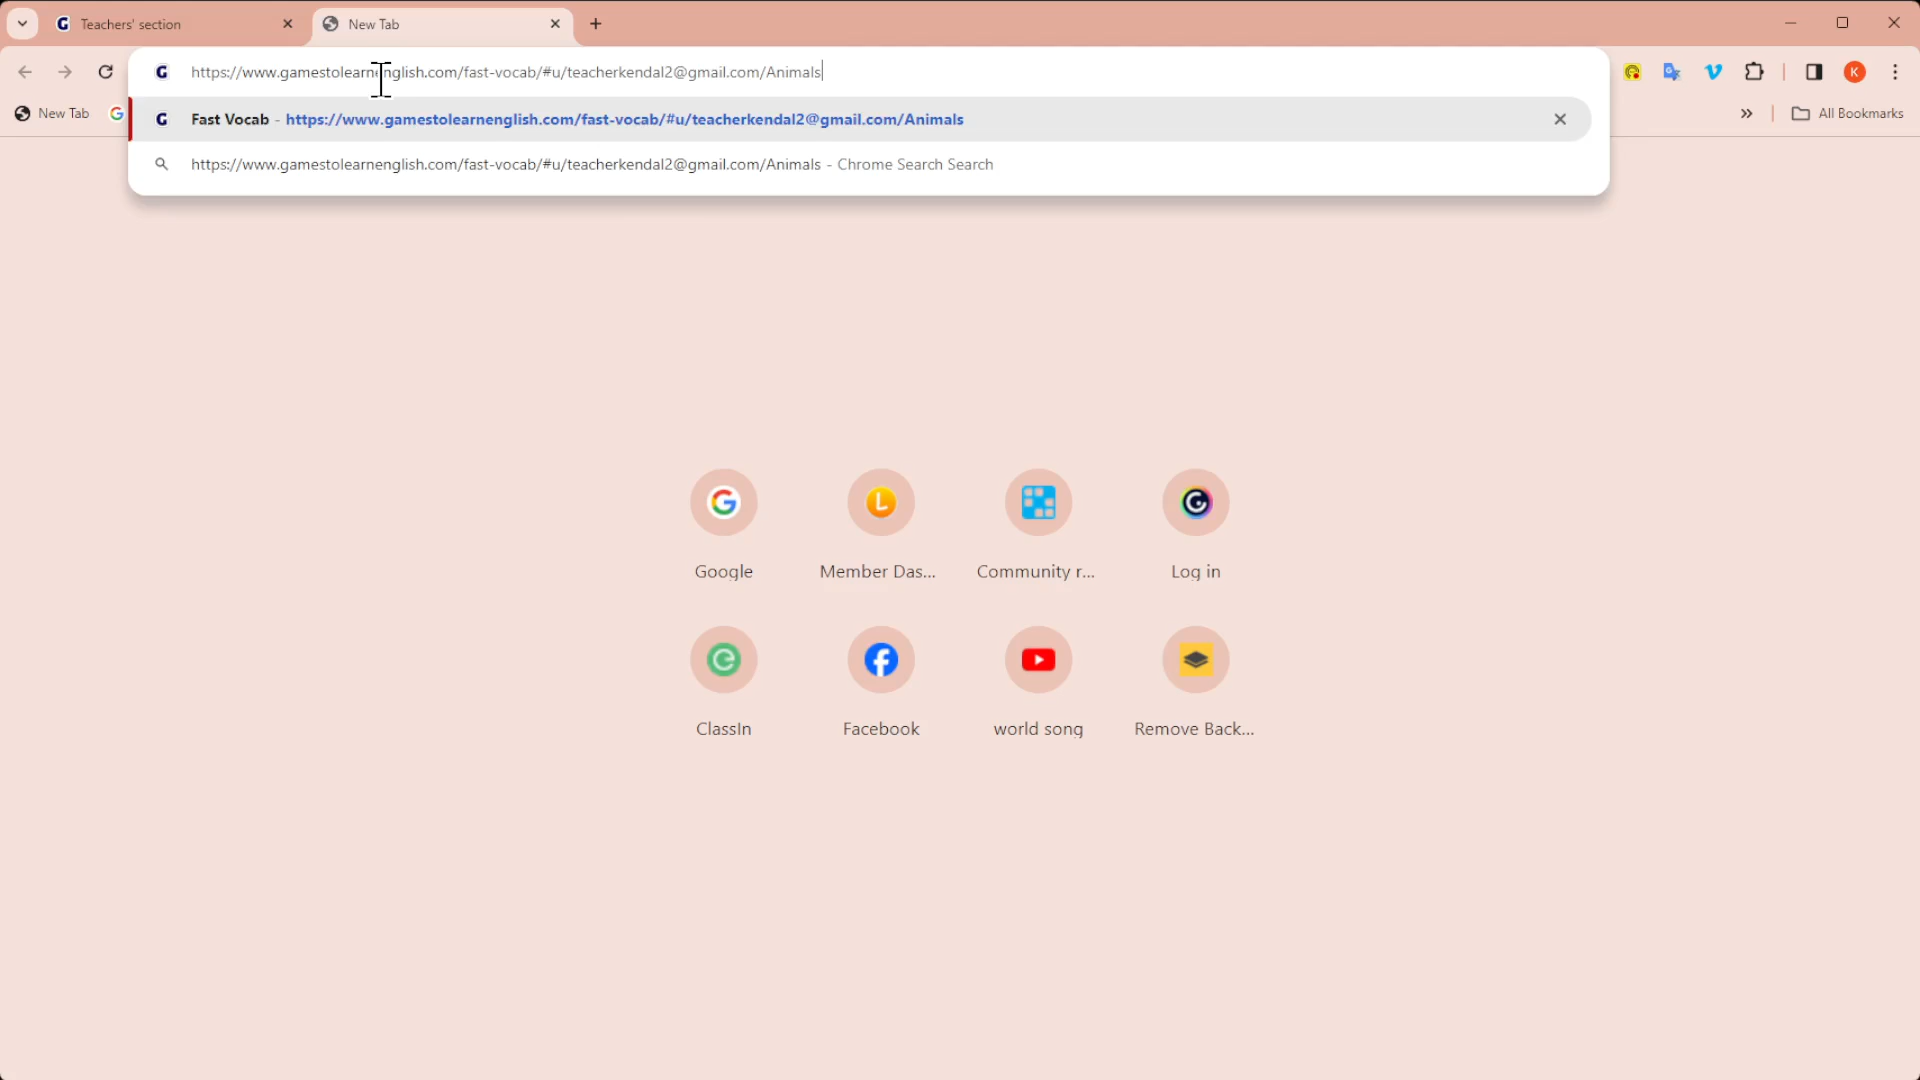 Teachers' section
New Tab
https://www.gamestolearnenglish.com/fast-vocab/#u/teacherkendal2@gmail.com/Animals
K
New Tab
Fast Vocab - https://www.gamestolearnenglish.com/fast-vocab/#u/teacherkendal2@gmail.com/Animals
All Bookmarks
https://www.gamestolearnenglish.com/fast-vocab/#u/teacherkendal2@gmail.com/Animals - Chrome Search Search
Google
Member Das...
Community r...
Log in
ClassIn
Facebook
world song
Remove Back...